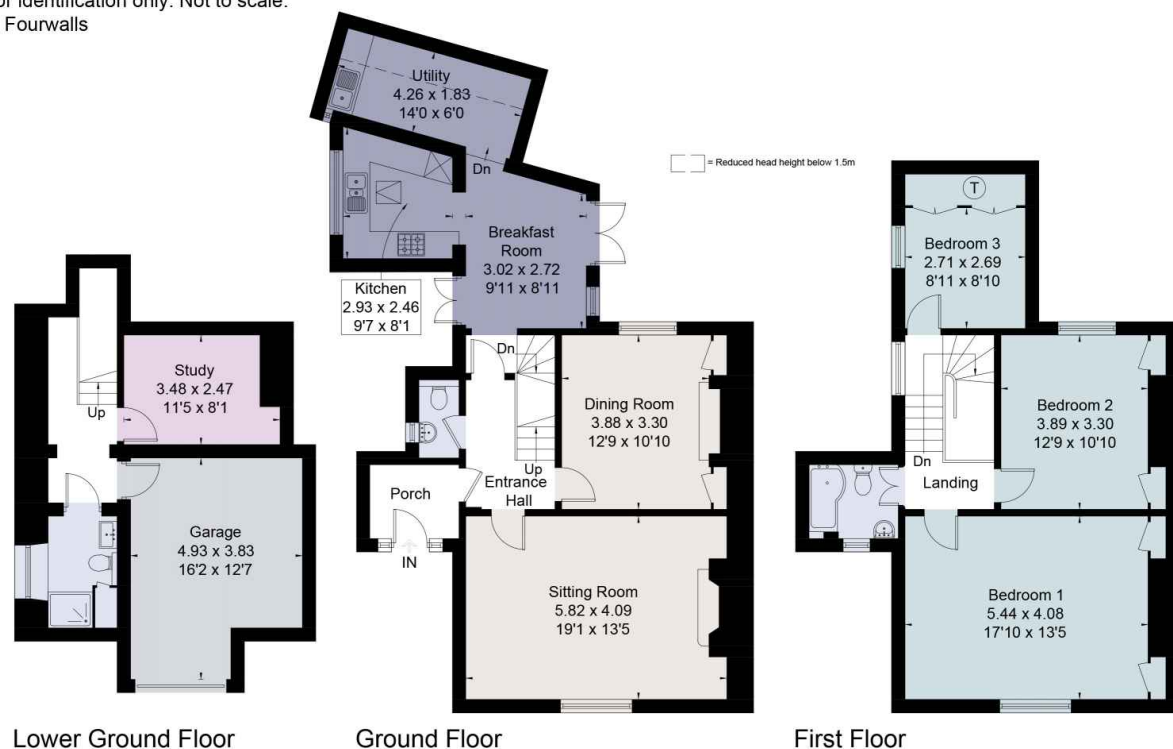 or identification only. Not to scale.
Fourwalls
Utility
4.26 x 1.83
14'0 x 6'0
= Reduced head height below 1.5m
Dn
T
Breakfast
Room
3.02 x 2.72
9'11 x 8'11
Kitchen
2.93 x 2.46
9'7 x 8'1
Bedroom 3
2.71 x 2.69
8'11 x 8'10
Study
3.48 x 2.47
11'5 x 8'1
Up
Dn
Dining Room
3.88 x 3.30
12'9 x 10'10
Up
Bedroom 2
3.89 x 3.30
12'9 x 10'10
Dn
Landing
Porch
Entrance
Hall
IN
Garage
4.93 x 3.83
16'2 x 12'7
Sitting Room
5.82 x 4.09
19'1 x 13'5
Bedroom 1
5.44 x 4.08
17'10 x 13'5
Lower Ground Floor
Ground Floor
First Floor